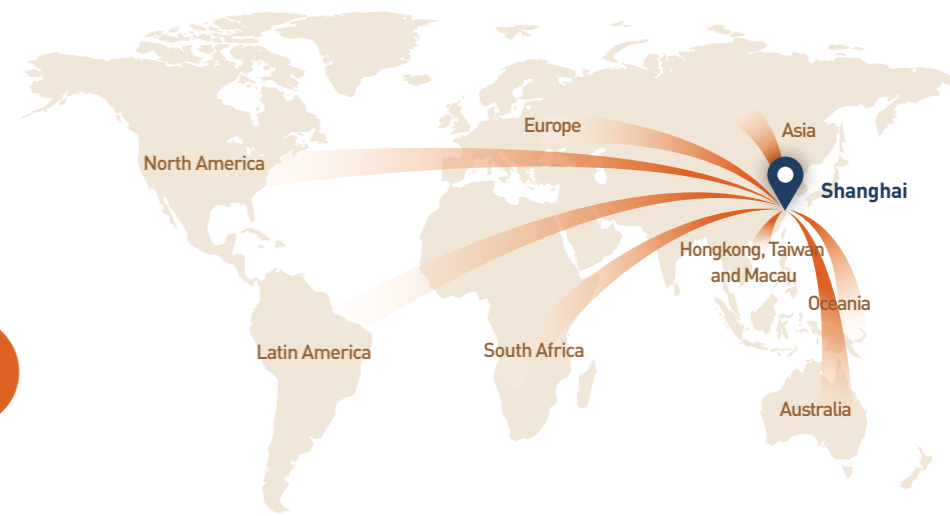 Europe
Asia
North America
Shanghai
Hongkong, Taiwan
and Macau
Oceania
Latin America
South Africa
Australia